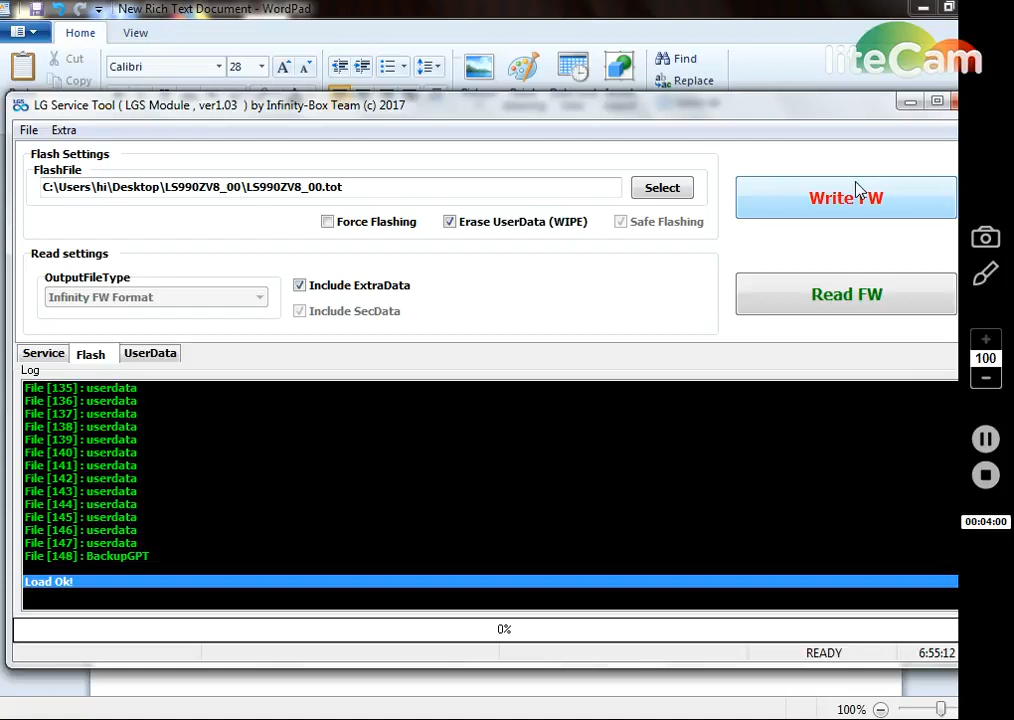 New Rich Text Document - WordPad
Home View
Cut
Copy
Calibri 28
Find
Replace
liteCam
LG Service Tool ( LGS Module , ver1.03 ) by Infinity-Box Team (c) 2017
File Extra
Flash Settings
FlashFile
C:\Users\hi\Desktop\LS990ZV8_00\LS990ZV8_00.tot
Select
Write FW
Force Flashing
Erase UserData (WIPE)
Safe Flashing
Read settings
OutputFileType
Infinity FW Format
Include ExtraData
Include SecData
Read FW
Service Flash UserData
Log
File [135] : userdata
File [136] : userdata
File [137] : userdata
File [138] : userdata
File [139] : userdata
File [140] : userdata
File [141] : userdata
File [142] : userdata
File [143] : userdata
File [144] : userdata
File [145] : userdata
File [146] : userdata
File [147] : userdata
File [148] : BackupGPT
Load Ok!
0%
READY 6:55:12
100%
100
00:04:00